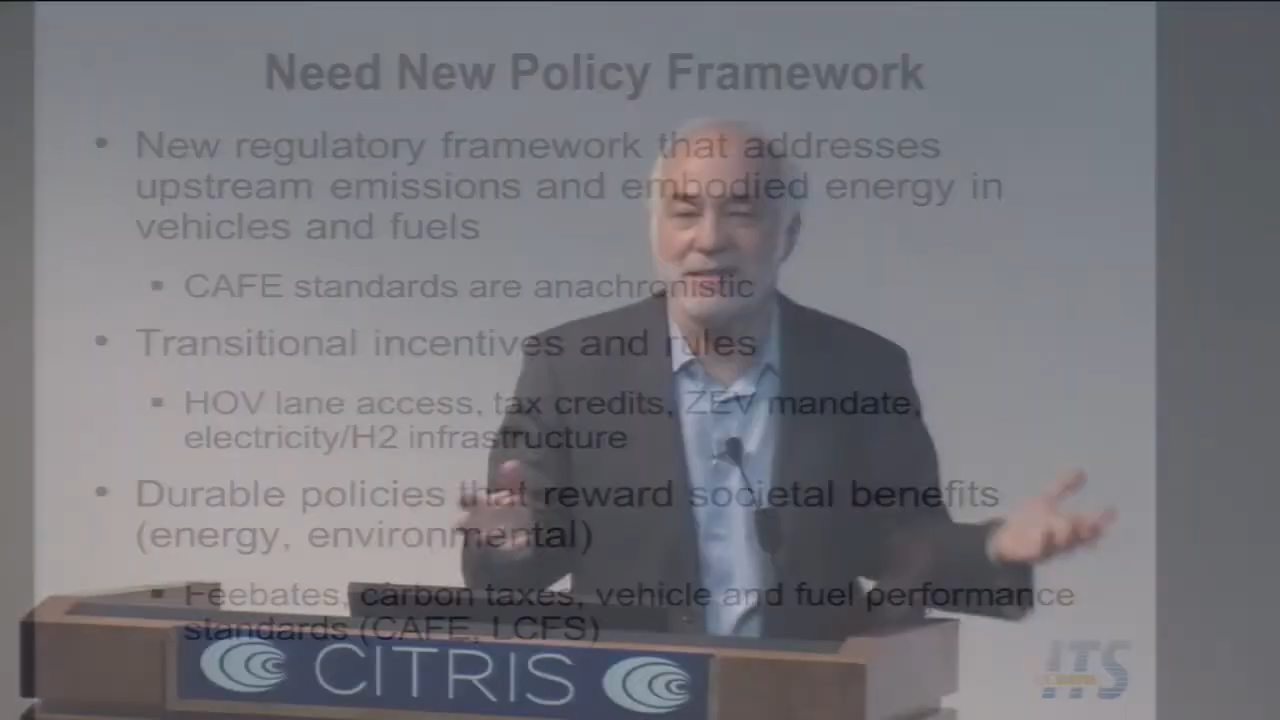 Need New Policy Framework
• New regulatory framework that addresses
upstream emissions and embodied energy in
vehicles and fuels
▪ CAFE standards are anachronistic
• Transitional incentives and rules
▪ HOV lane access, tax credits, ZEV mandate,
electricity/H2 infrastructure
• Durable policies that reward societal benefits
(energy, environmental)
▪ Feebates, carbon taxes, vehicle and fuel performance
standards (CAFE, LCFS)
CITRIS
ITS